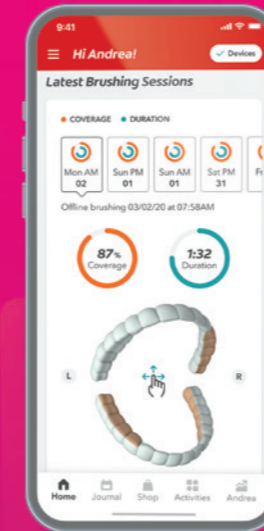 9:41
Hi Andrea!
Devices
Latest Brushing Sessions
COVERAGE DURATION
Mon AM
02
Sun PM
01
Sun AM
01
Sat PM
31
Offline brushing 03/02/20 at 07:58AM
87%
Coverage
1:32
Duration
L
R
Home Journal Shop Activities Andrea